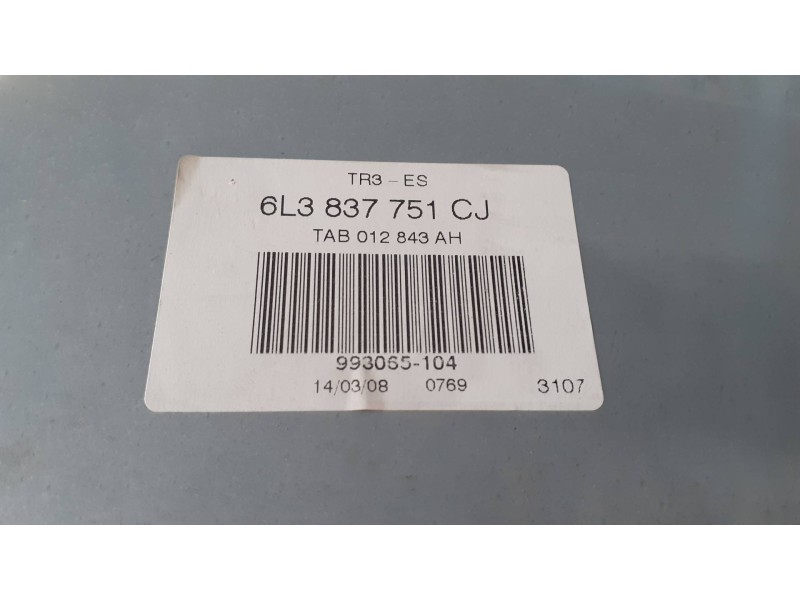 TR3 - ES
6L3 837 751 CJ
TAB 012 843 AH
993065-104
14/03/08 0769 3107